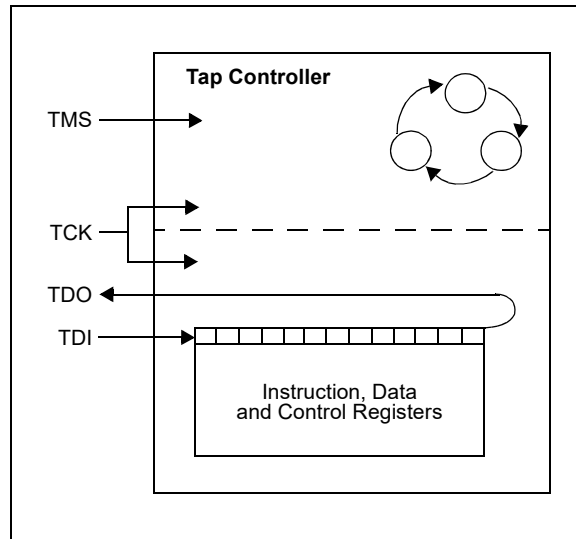 Tap Controller
TMS
TCK
TDO
TDI
Instruction, Data
and Control Registers